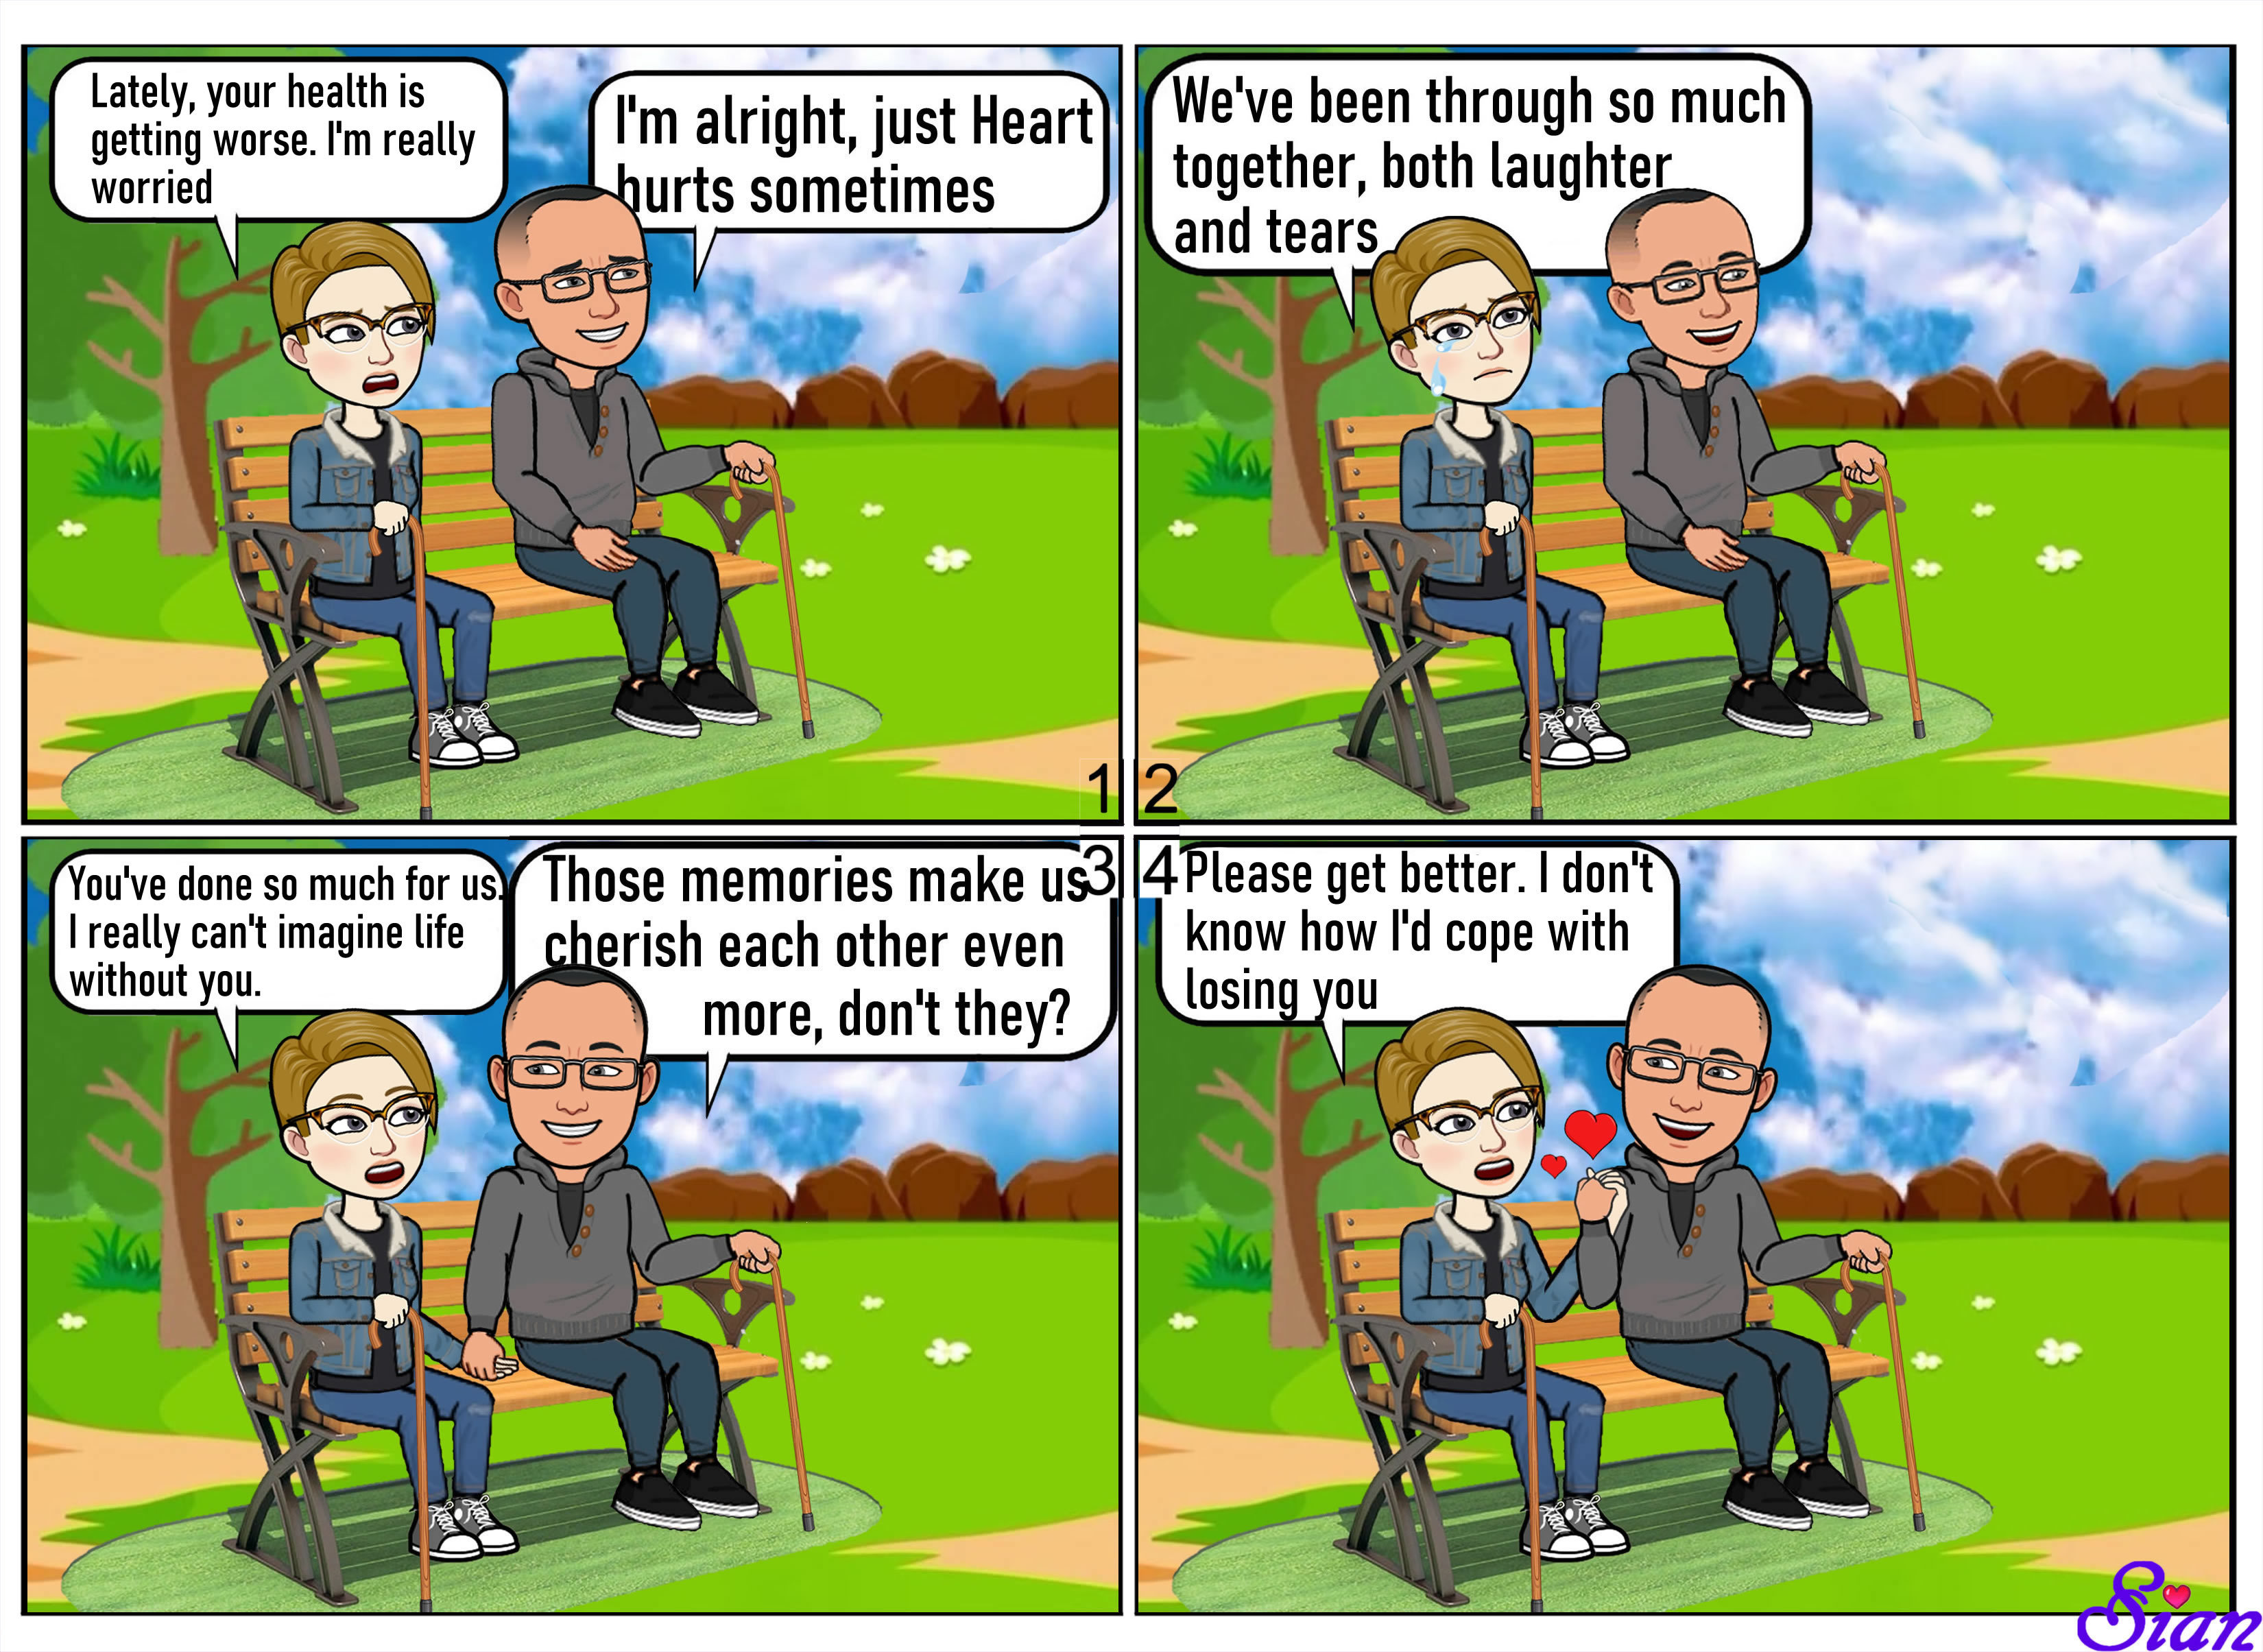 Lately, your health is
getting worse. I'm really
worried
I'm alright, just Heart
hurts sometimes
1
We've been through so much
together, both laughter
and tears
2
You've done so much for us.
I really can't imagine life
without you.
Those memories make us
cherish each other even
more, don't they?
3
4
Please get better. I don't
know how I'd cope with
losing you
Sian